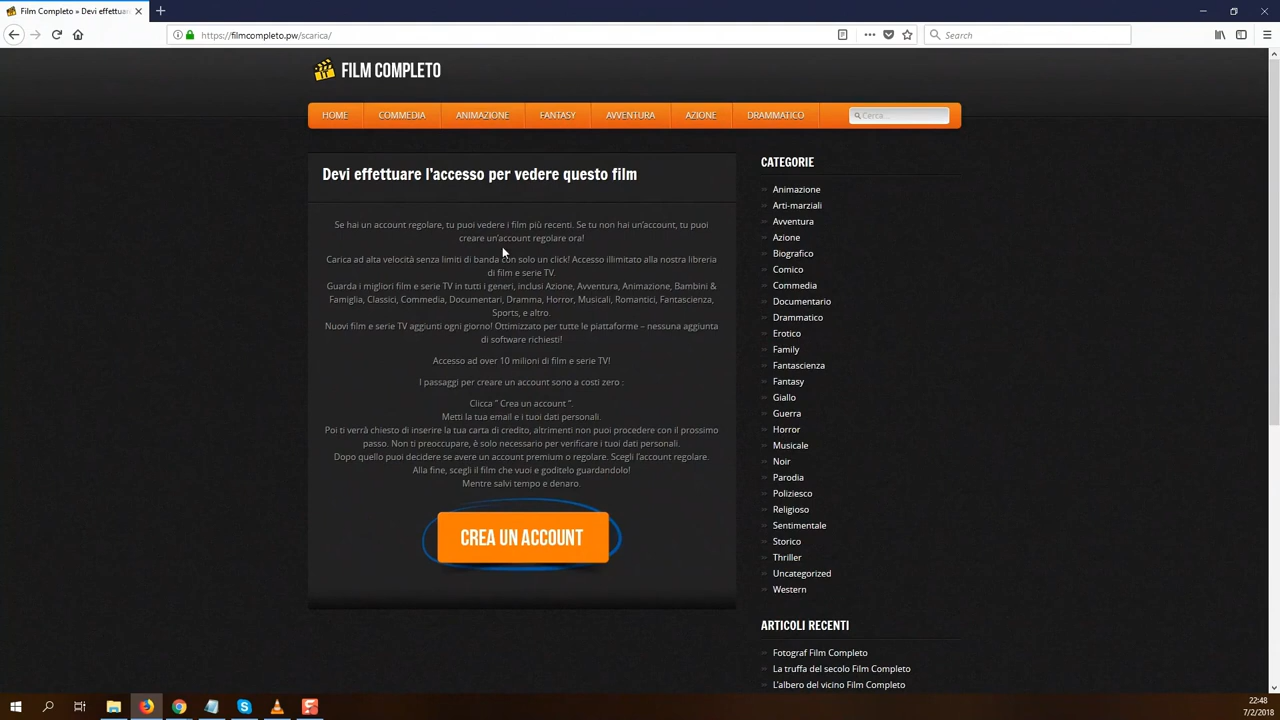 Film Completo » Devi effettuar
https://filmcompleto.pw/scarica/
Search
FILM COMPLETO
HOME
COMMEDIA
ANIMAZIONE
FANTASY
AVVENTURA
AZIONE
DRAMMATICO
Cerca...
Devi effettuare l'accesso per vedere questo film
Se hai un account regolare, tu puoi vedere i film più recenti. Se tu non hai un'account, tu puoi
creare un'account regolare ora!
Carica ad alta velocità senza limiti di banda con solo un click! Accesso illimitato alla nostra libreria
di film e serie TV.
Guarda i migliori film e serie TV in tutti i generi, inclusi Azione, Avventura, Animazione, Bambini &
Famiglia, Classici, Commedia, Documentari, Dramma, Horror, Musicali, Romantici, Fantascienza,
Sports, e altro.
Nuovi film e serie TV aggiunti ogni giorno! Ottimizzato per tutte le piattaforme – nessuna aggiunta
di software richiesti!
Accesso ad over 10 milioni di film e serie TV!
I passaggi per creare un account sono a costi zero :
Clicca " Crea un account ".
Metti la tua email e i tuoi dati personali.
Poi ti verrà chiesto di inserire la tua carta di credito, altrimenti non puoi procedere con il prossimo
passo. Non ti preoccupare, è solo necessario per verificare i tuoi dati personali.
Dopo quello puoi decidere se avere un account premium o regolare. Scegli l'account regolare.
Alla fine, scegli il film che vuoi e goditelo guardandolo!
Mentre salvi tempo e denaro.
CREA UN ACCOUNT
CATEGORIE
Animazione
Arti-marziali
Avventura
Azione
Biografico
Comico
Commedia
Documentario
Drammatico
Erotico
Family
Fantascienza
Fantasy
Giallo
Guerra
Horror
Musicale
Noir
Parodia
Poliziesco
Religioso
Sentimentale
Storico
Thriller
Uncategorized
Western
ARTICOLI RECENTI
Fotograf Film Completo
La truffa del secolo Film Completo
L'albero del vicino Film Completo
22:48
7/2/2018